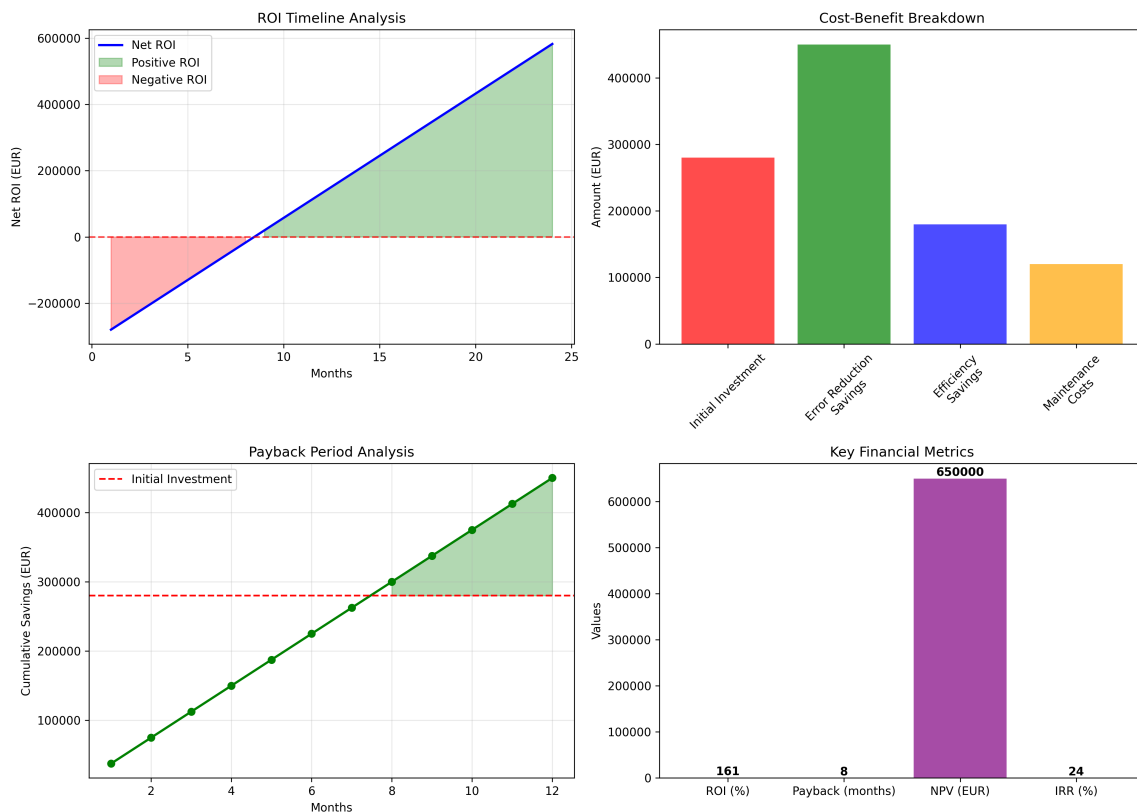 ROI Timeline Analysis
Net ROI (EUR)
600000
400000
200000
0
−200000
Net ROI
Positive ROI
Negative ROI
0 5 10 15 20 25
Months
Cost-Benefit Breakdown
Amount (EUR)
400000
300000
200000
100000
0
Initial Investment
Error Reduction
Savings
Efficiency
Savings
Maintenance
Costs
Payback Period Analysis
Cumulative Savings (EUR)
400000
300000
200000
100000
Initial Investment
2 4 6 8 10 12
Months
Key Financial Metrics
Values
600000
500000
400000
300000
200000
100000
0
650000
161 8 24
ROI (%) Payback (months) NPV (EUR) IRR (%)